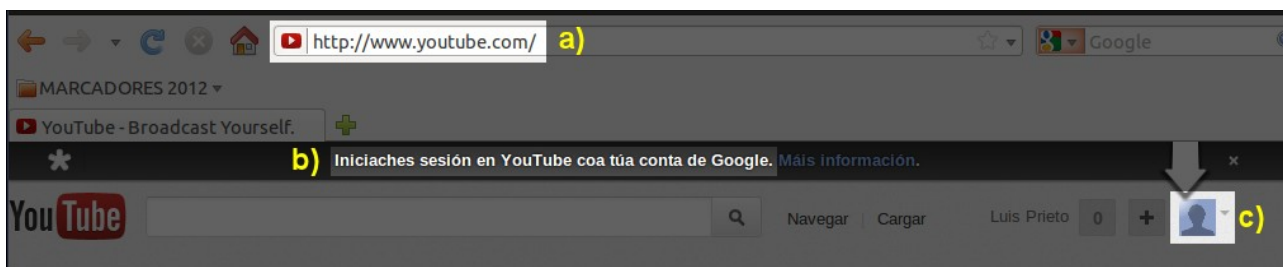 http://www.youtube.com/ a) Google
MARCADORES 2012
YouTube - Broadcast Yourself.
b) Iniciaches sesión en YouTube coa túa conta de Google. Máis información. ×
YouTube Navegar Cargar Luis Prieto 0 + c)